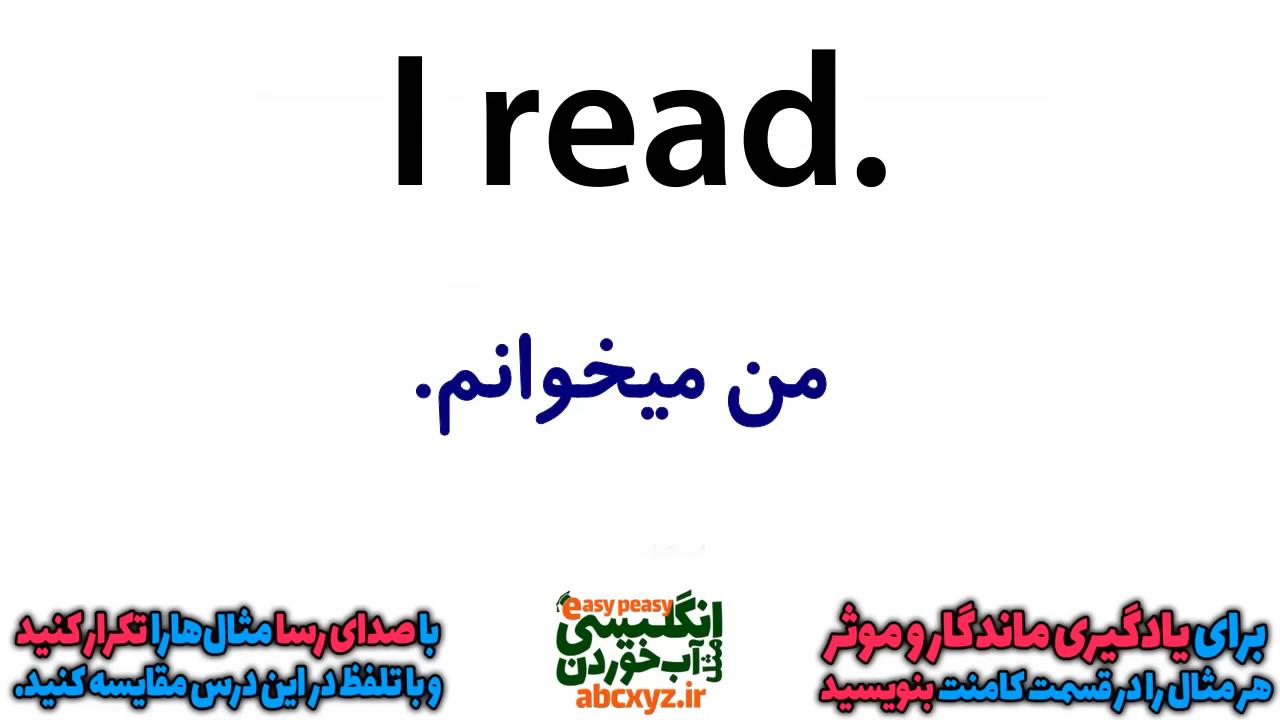 I read.
من میخوانم.
برای یادگیری ماندگار و موثر
هر مثال را در قسمت کامنت بنویسید
easy peasy
انگلیسی
مثل آب خوردن
abcxyz.ir
با صدای رسا مثال‌ها را تکرار کنید
و با تلفظ در این درس مقایسه کنید.